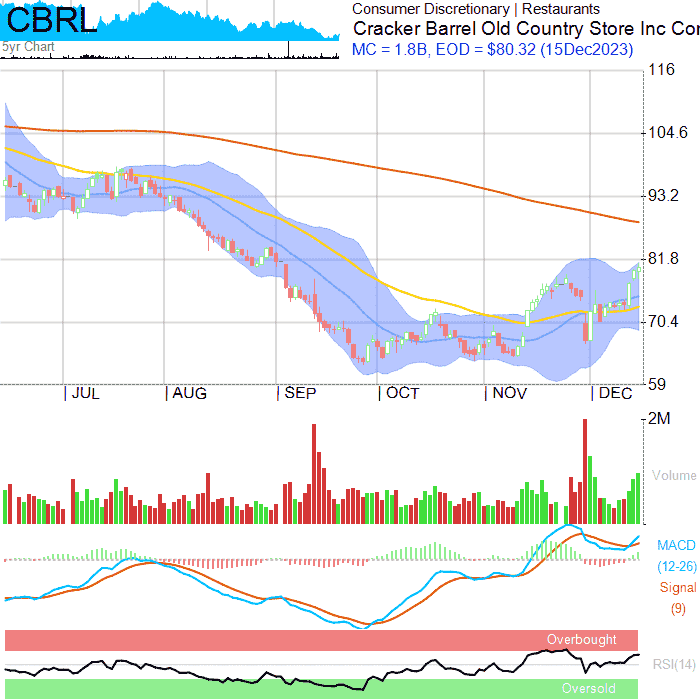 CBRL
5yr Chart
Consumer Discretionary | Restaurants
Cracker Barrel Old Country Store Inc Cor
MC = 1.8B, EOD = $80.32 (15Dec2023)
116
104.6
93.2
81.8
70.4
59
JUL
AUG
SEP
OCT
NOV
DEC
2M
Volume
MACD
(12-26)
Signal
(9)
Overbought
RSI(14)
Oversold